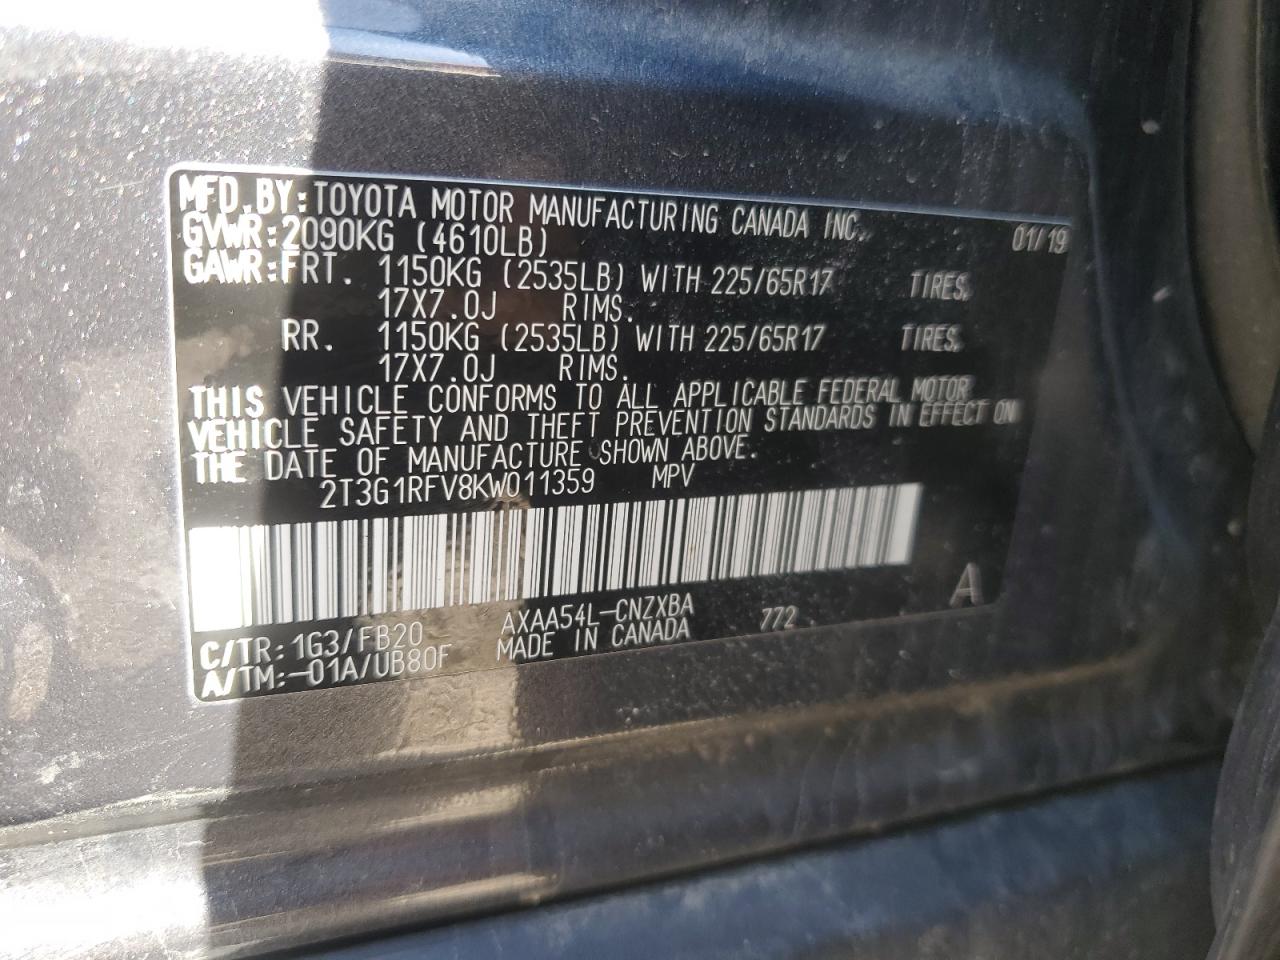 MFD. BY: TOYOTA MOTOR MANUFACTURING CANADA INC. 01/19
GVWR: 2090KG (4610LB)
GAWR: FRT. 1150KG (2535LB) WITH 225/65R17 TIRES,
17X7.0J RIMS.
RR. 1150KG (2535LB) WITH 225/65R17 TIRES,
17X7.0J RIMS.
THIS VEHICLE CONFORMS TO ALL APPLICABLE FEDERAL MOTOR
VEHICLE SAFETY AND THEFT PREVENTION STANDARDS IN EFFECT ON
THE DATE OF MANUFACTURE SHOWN ABOVE.
2T3G1RFV8KW011359 MPV
A
C/TR: 1G3/FB20 AXAA54L-CNZXBA 772
A/TM:-01A/UB80F MADE IN CANADA